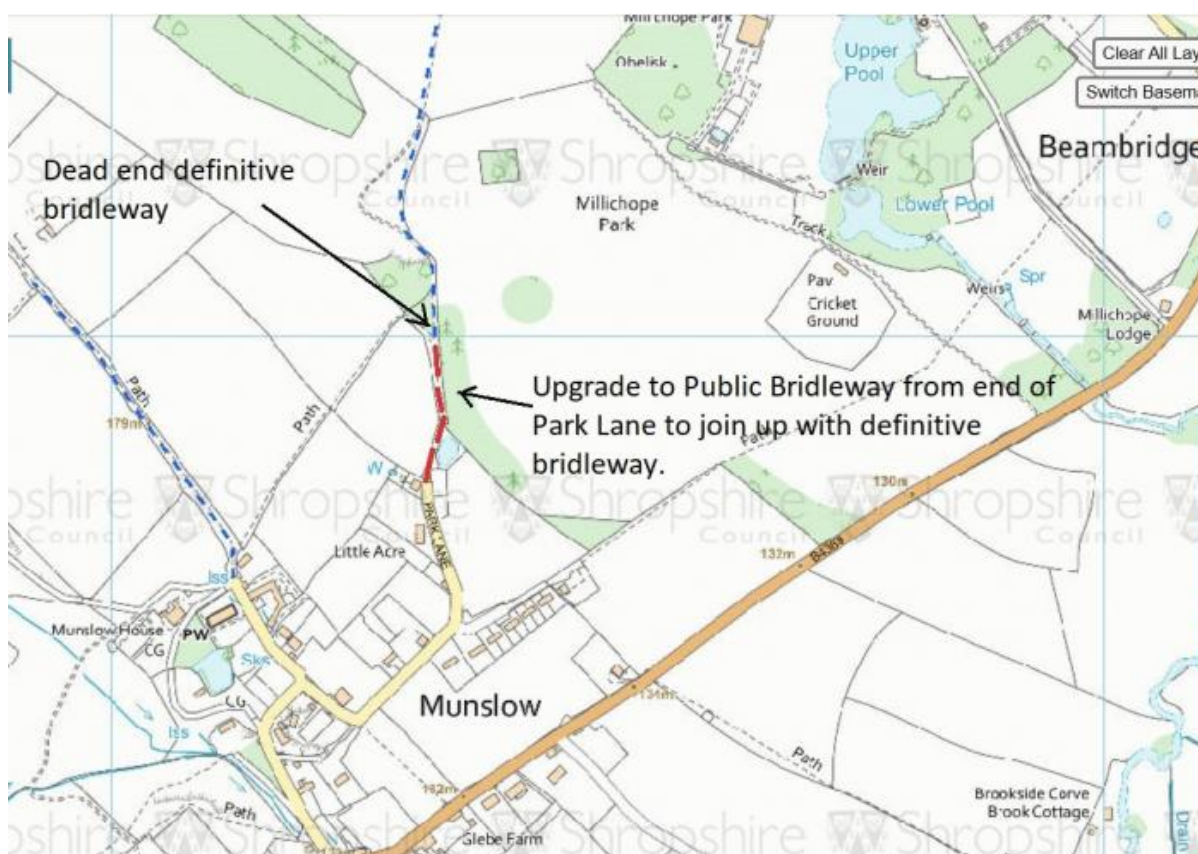 Millichope Park
Obelisk
Upper
Pool
Clear All Lay
Switch Basema
Beambridge
Shropshire
Council
Dead end definitive
bridleway
Weir
Lower Pool
Millichope
Park
Track
Pav
Cricket
Ground
Weirs
Spr
Millichope
Lodge
Path
179m
Path
Upgrade to Public Bridleway from end of
Park Lane to join up with definitive
bridleway.
Path
W
130m
PARK LANE
Little Acre
132m
B4368
Iss
Munslow House
CG
PW
Sks
CG
Munslow
134m
Iss
Path
132m
Path
Glebe Farm
Brookside Corve
Brook Cottage
Drain